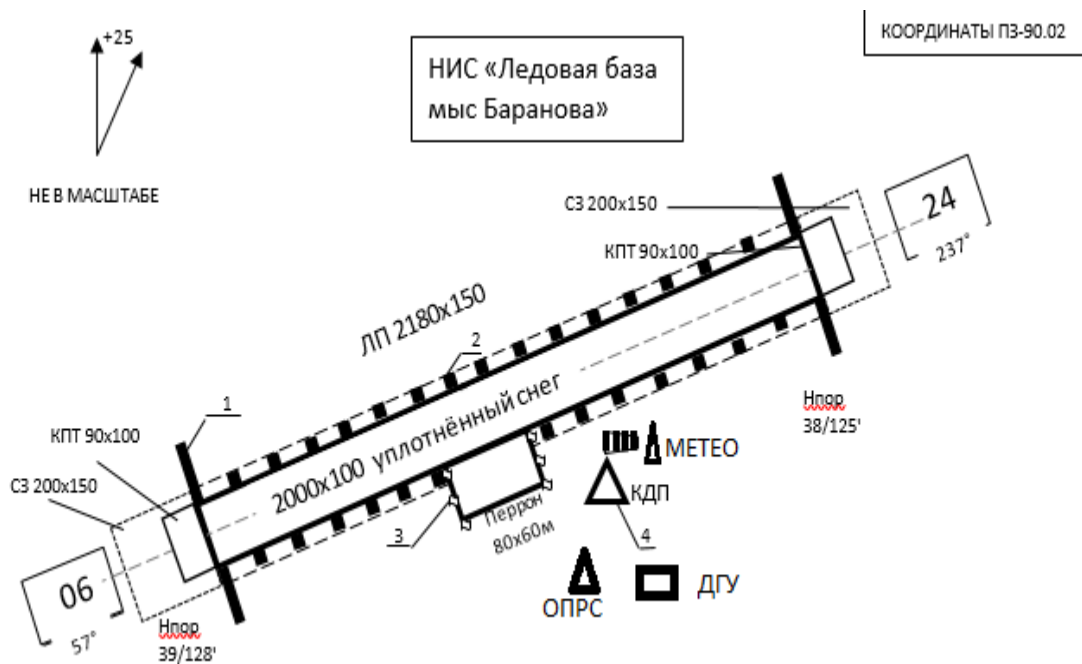 +25
КООРДИНАТЫ ПЗ-90.02
НИС «Ледовая база
мыс Баранова»
НЕ В МАСШТАБЕ
СЗ 200х150
24
237°
КПТ 90х100
ЛП 2180х150
2
1
Нпор
38/125'
КПТ 90х100
2000х100 уплотнённый снег
МЕТЕО
СЗ 200х150
КДП
Перрон
80х60м
3
4
06
57°
ОПРС
ДГУ
Нпор
39/128'